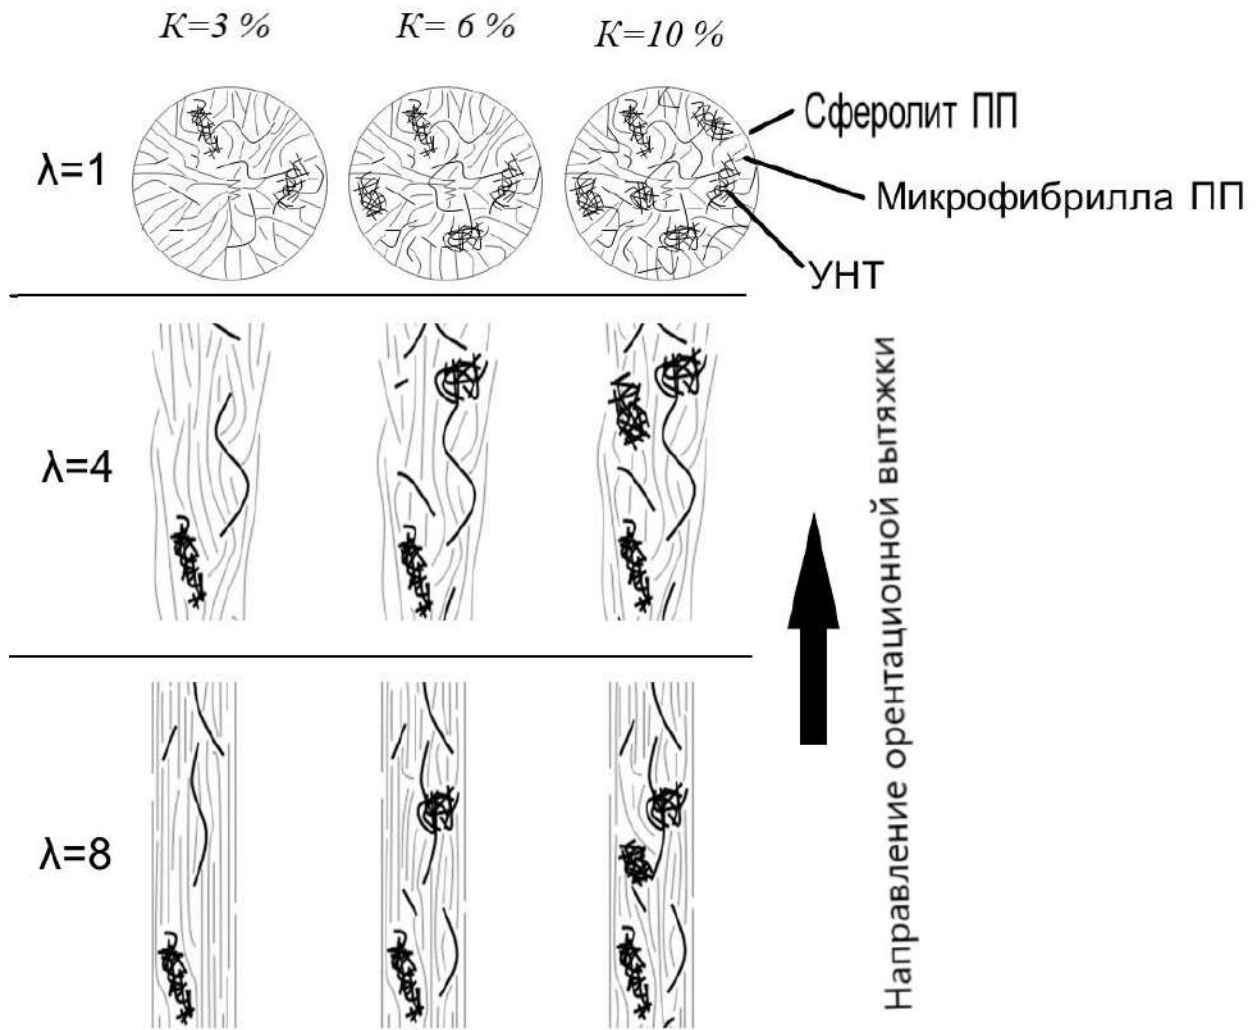 K=3 %
K= 6 %
K=10 %
λ=1
Сферолит ПП
Микрофибрилла ПП
УНТ
λ=4
λ=8
Направление орентационной вытяжки